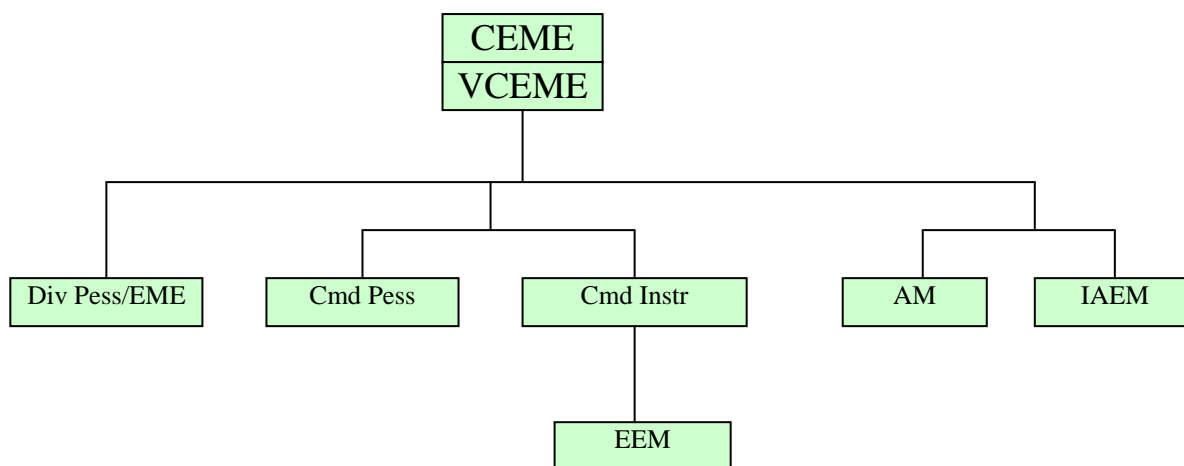 CEME
VCEME
Div Pess/EME
Cmd Pess
Cmd Instr
AM
IAEM
EEM